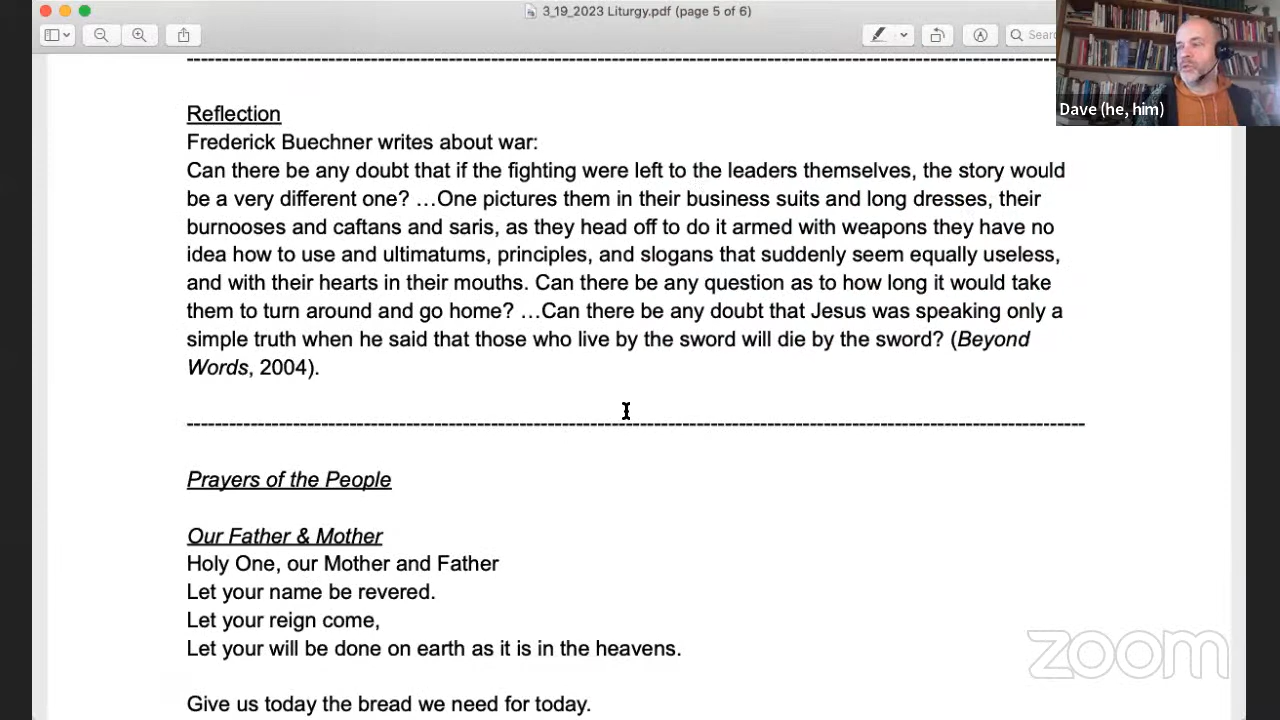 3_19_2023 Liturgy.pdf (page 5 of 6)
Sear
Dave (he, him)
Reflection
Frederick Buechner writes about war:
Can there be any doubt that if the fighting were left to the leaders themselves, the story would
be a very different one? …One pictures them in their business suits and long dresses, their
burnooses and caftans and saris, as they head off to do it armed with weapons they have no
idea how to use and ultimatums, principles, and slogans that suddenly seem equally useless,
and with their hearts in their mouths. Can there be any question as to how long it would take
them to turn around and go home? …Can there be any doubt that Jesus was speaking only a
simple truth when he said that those who live by the sword will die by the sword? (Beyond
Words, 2004).
Prayers of the People
Our Father & Mother
Holy One, our Mother and Father
Let your name be revered.
Let your reign come,
Let your will be done on earth as it is in the heavens.
Give us today the bread we need for today.
zoom